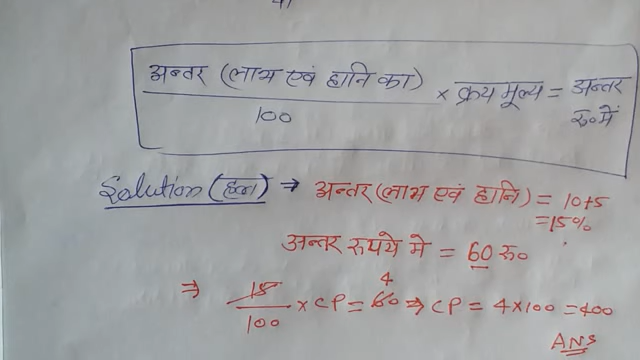 अन्तर (लाभ एवं हानि का) × क्रय मूल्य = अन्तर
100 रु० में
Solution (हल) → अन्तर (लाभ एवं हानि) = 10+5
=15%
अन्तर रुपये मे = 60 रु०
4
⇒ 15/100 × CP = 60 ⇒ CP = 4×100 = 400
ANS